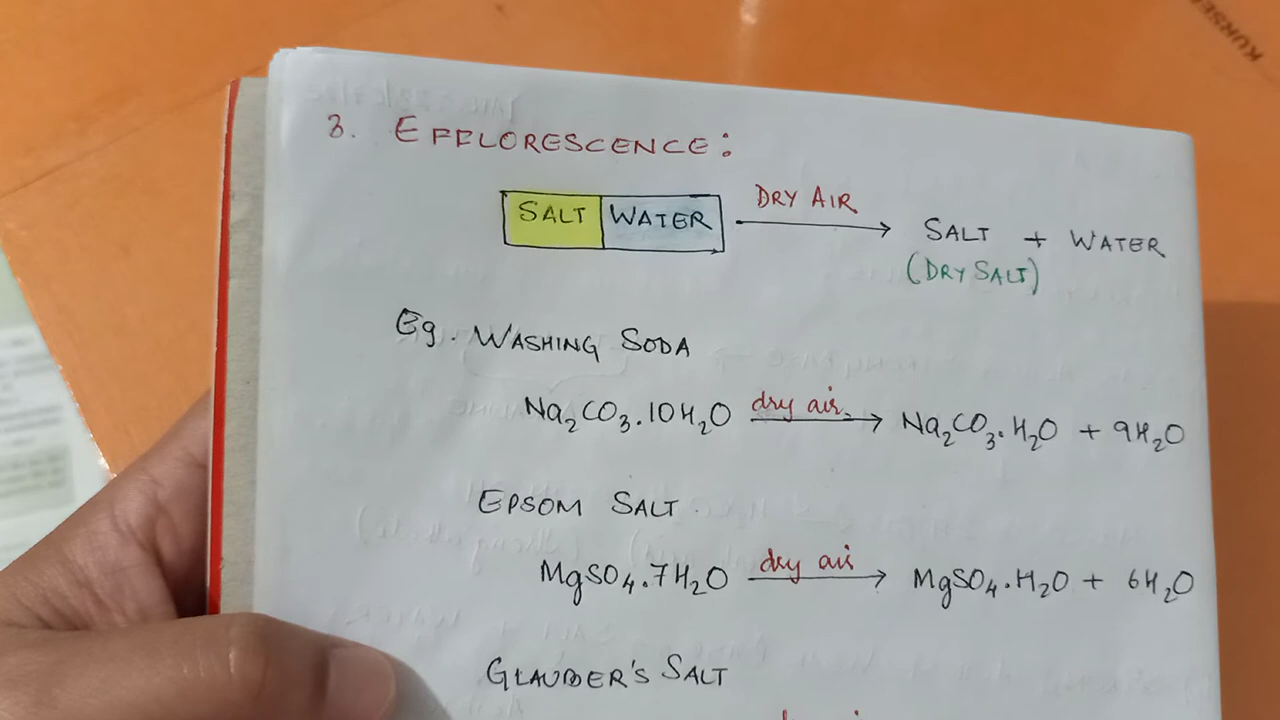 KURSE
3. EFFLORESCENCE:
SALT WATER DRY AIR → SALT + WATER
(DRY SALT)
Eg. WASHING SODA
Na₂CO₃.10H₂O dry air → Na₂CO₃.H₂O + 9H₂O
EPSOM SALT
MgSO₄.7H₂O dry air → MgSO₄.H₂O + 6H₂O
GLAUBER'S SALT